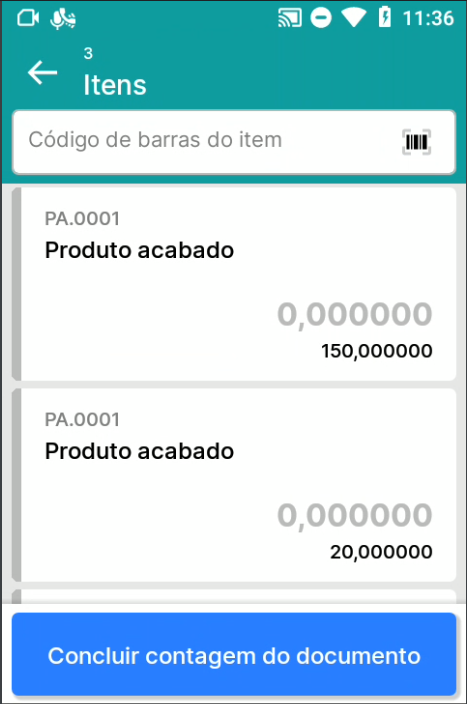 11:36
3
Itens
Código de barras do item
PA.0001
Produto acabado
0,000000
150,000000
PA.0001
Produto acabado
0,000000
20,000000
Concluir contagem do documento